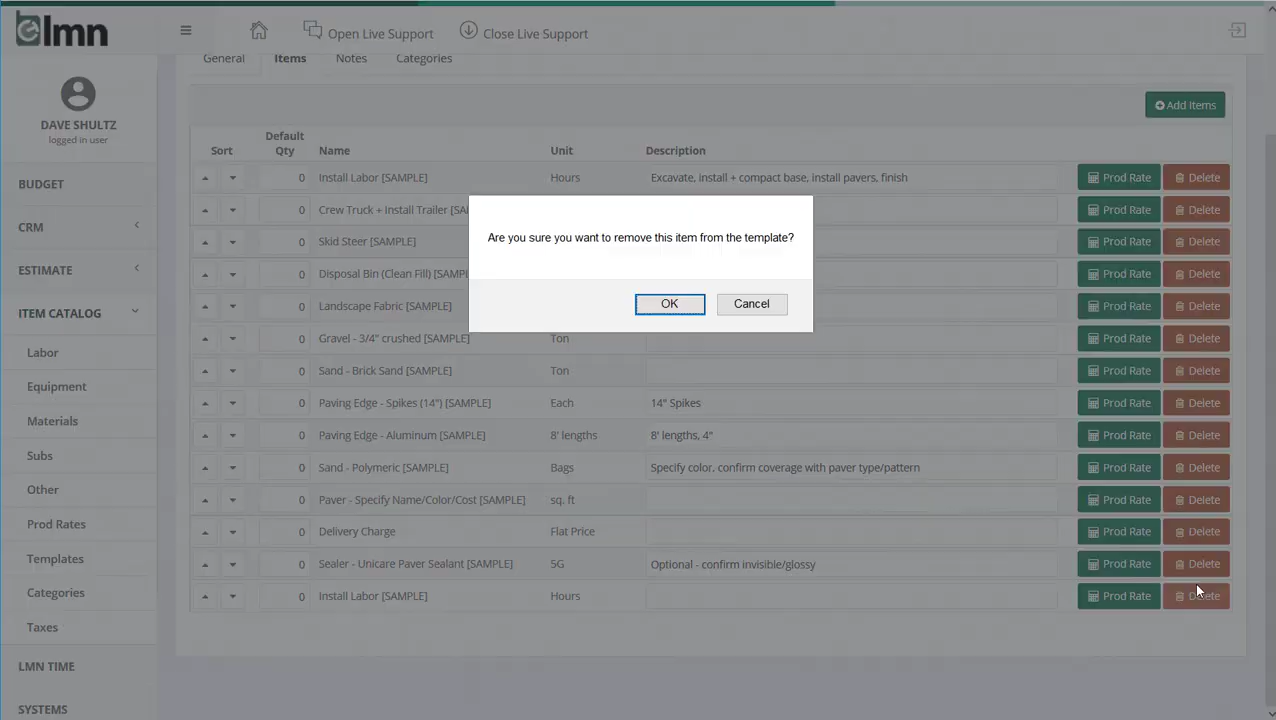 lmn
Open Live Support
Close Live Support
General
Items
Notes
Categories
DAVE SHULTZ
logged in user
BUDGET
CRM
ESTIMATE
ITEM CATALOG
Labor
Equipment
Materials
Subs
Other
Prod Rates
Templates
Categories
Taxes
LMN TIME
SYSTEMS
Add Items
Sort Default Qty Name Unit Description
0 Install Labor [SAMPLE] Hours Excavate, install + compact base, install pavers, finish Prod Rate Delete
0 Crew Truck + Install Trailer Prod Rate Delete
0 Skid Steer [SAMPLE] Prod Rate Delete
0 Disposal Bin (Clean Fill) Prod Rate Delete
0 Landscape Fabric [SAMPLE] Prod Rate Delete
0 Gravel - 3/4" crushed [SAMPLE] Ton Prod Rate Delete
0 Sand - Brick Sand [SAMPLE] Ton Prod Rate Delete
0 Paving Edge - Spikes (14") [SAMPLE] Each 14" Spikes Prod Rate Delete
0 Paving Edge - Aluminum [SAMPLE] 8' lengths 8' lengths, 4" Prod Rate Delete
0 Sand - Polymeric [SAMPLE] Bags Specify color, confirm coverage with paver type/pattern Prod Rate Delete
0 Paver - Specify Name/Color/Cost [SAMPLE] sq. ft Prod Rate Delete
0 Delivery Charge Flat Price Prod Rate Delete
0 Sealer - Unicare Paver Sealant [SAMPLE] 5G Optional - confirm invisible/glossy Prod Rate Delete
0 Install Labor [SAMPLE] Hours Prod Rate Delete
Are you sure you want to remove this item from the template?
OK
Cancel